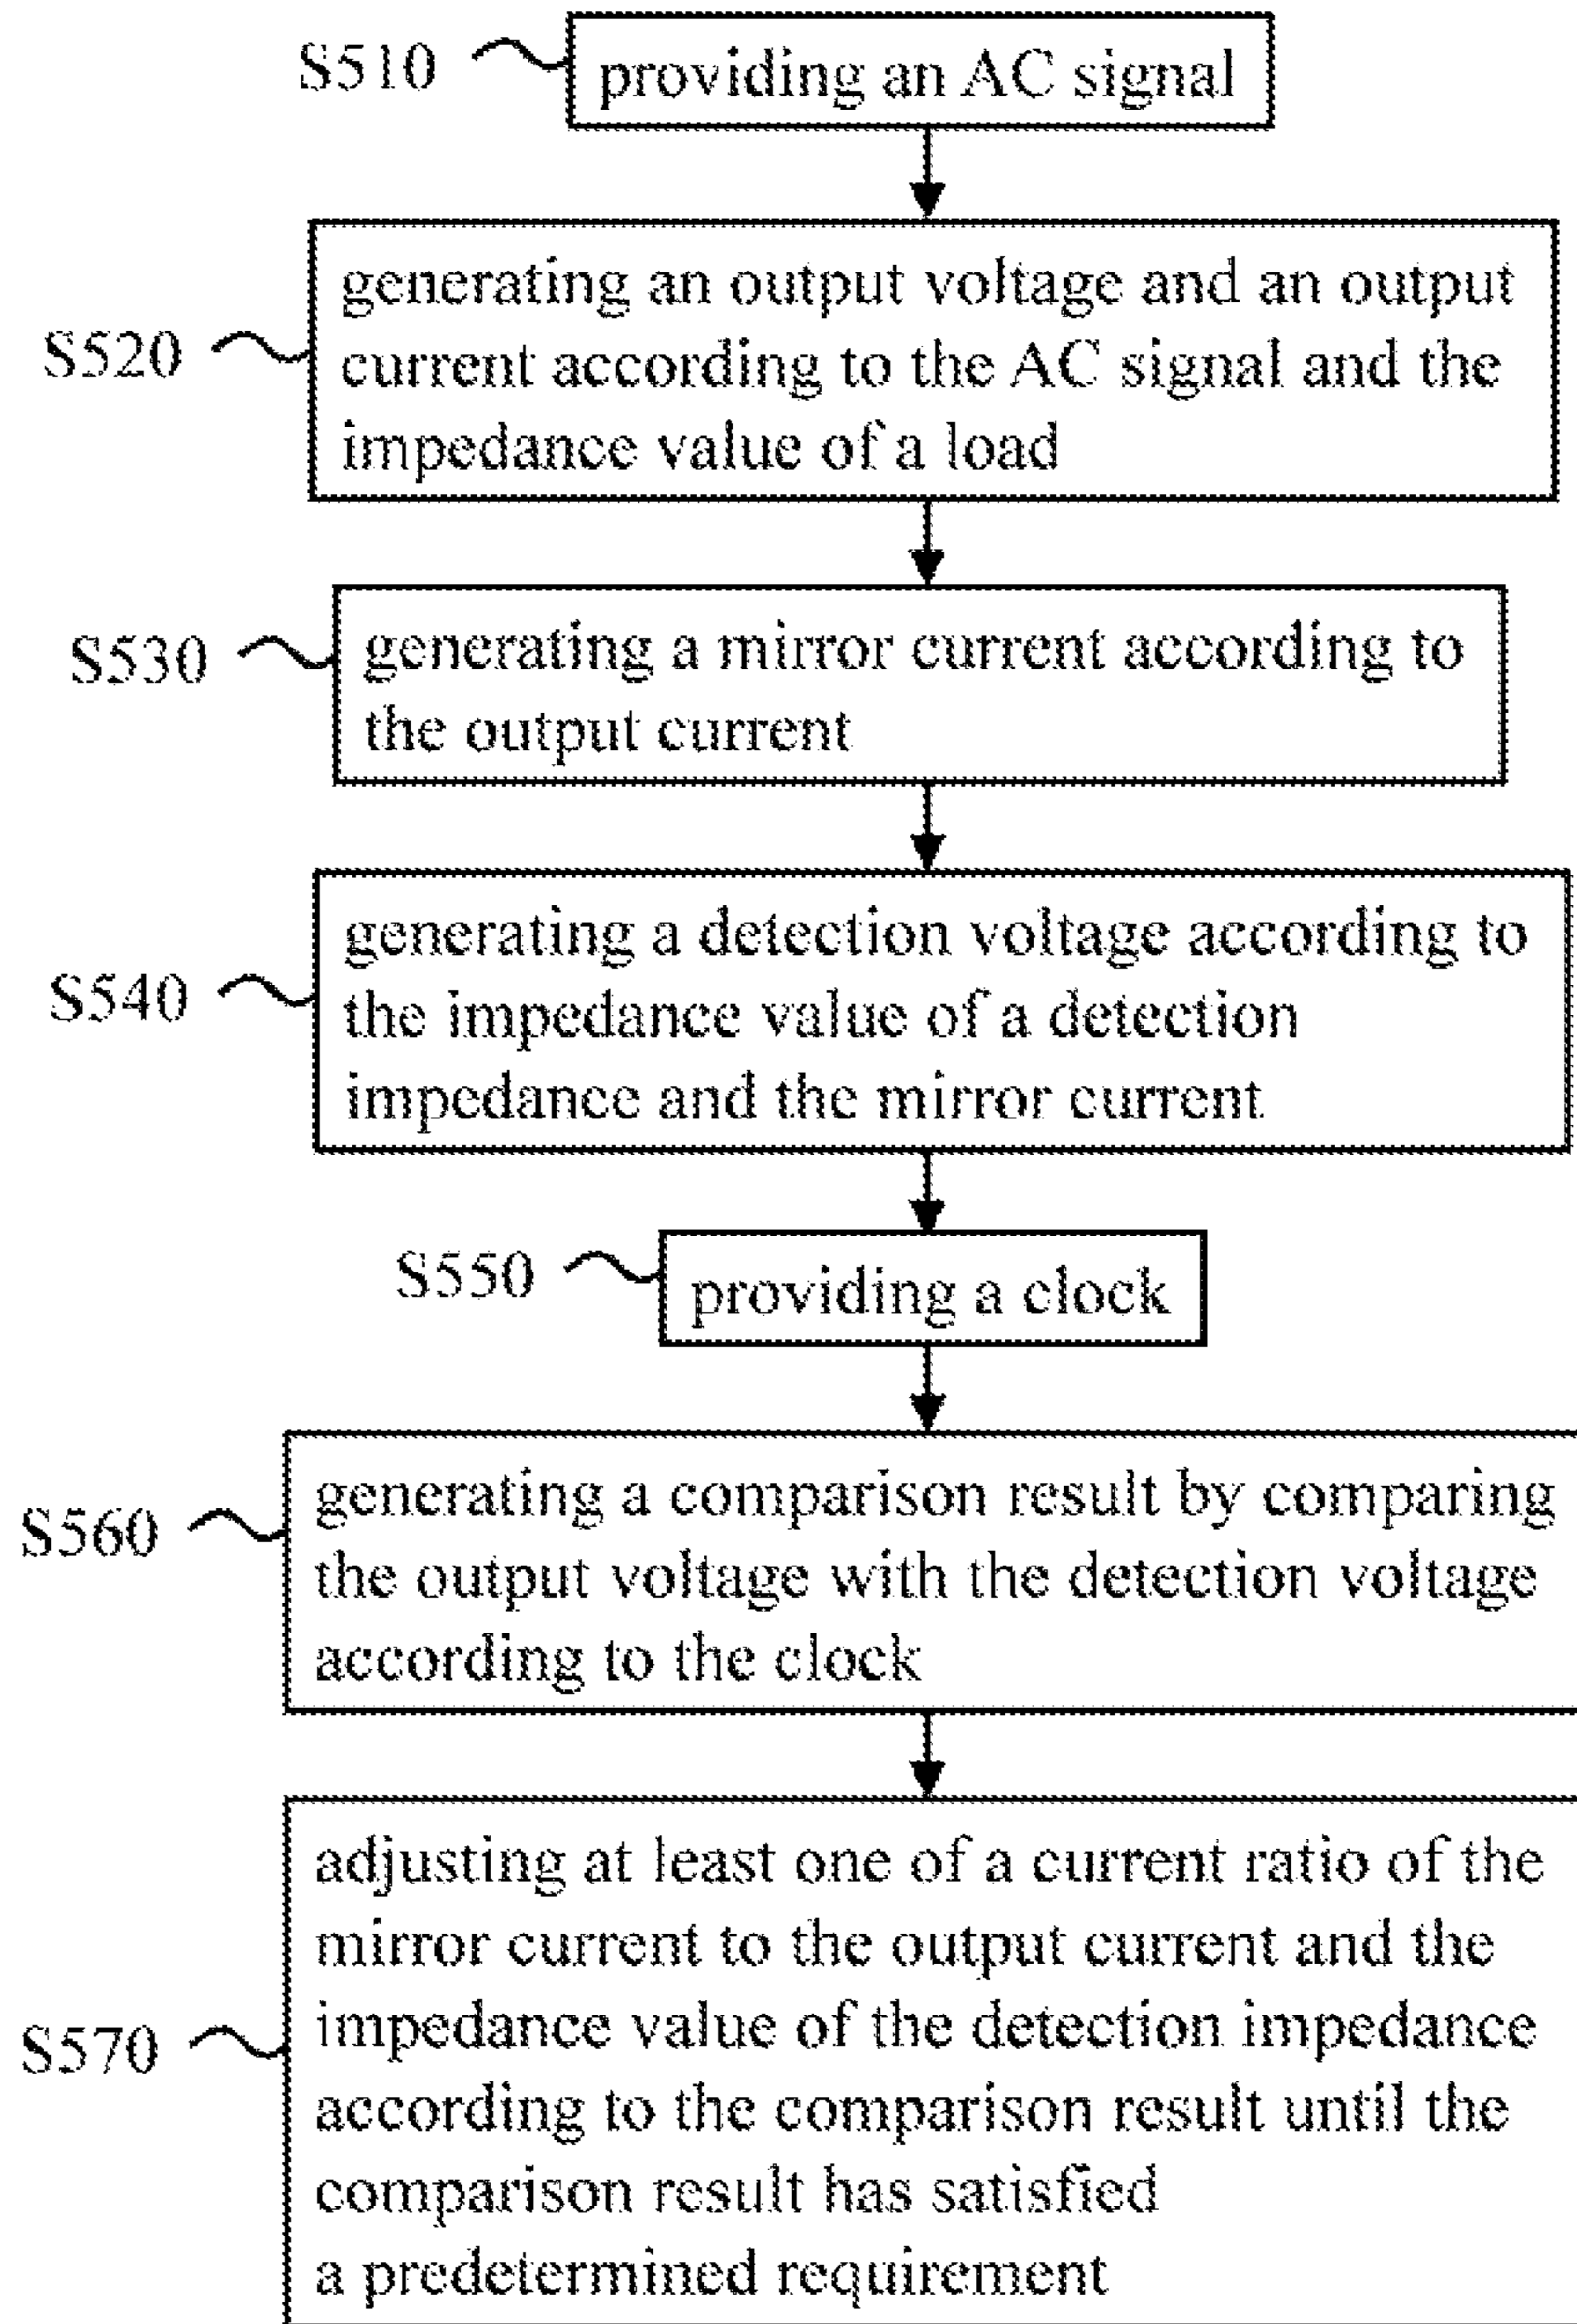 S510
providing an AC signal
S520
generating an output voltage and an output
current according to the AC signal and the
impedance value of a load
S530
generating a mirror current according to
the output current
S540
generating a detection voltage according to
the impedance value of a detection
impedance and the mirror current
S550
providing a clock
S560
generating a comparison result by comparing
the output voltage with the detection voltage
according to the clock
S570
adjusting at least one of a current ratio of the
mirror current to the output current and the
impedance value of the detection impedance
according to the comparison result until the
comparison result has satisfied
a predetermined requirement